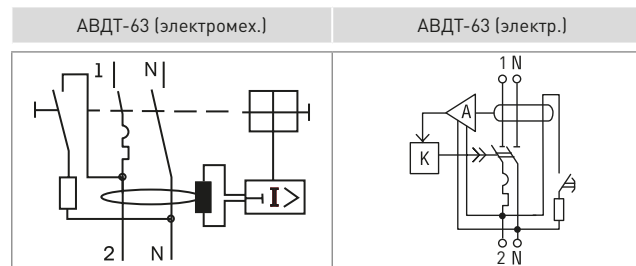 АВДТ-63 (электромех.)
АВДТ-63 (электр.)
1 N
I >
2 N
1 N
A
K
2 N